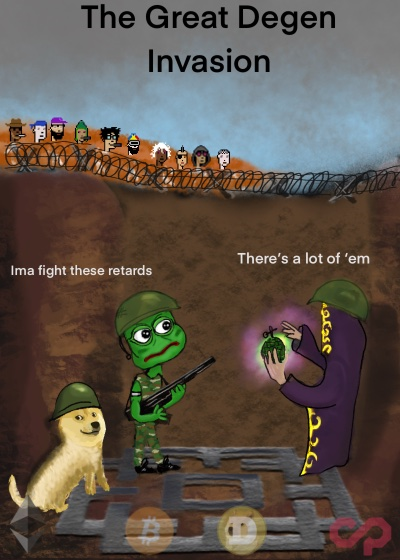 The Great Degen
Invasion
There's a lot of 'em
Ima fight these retards